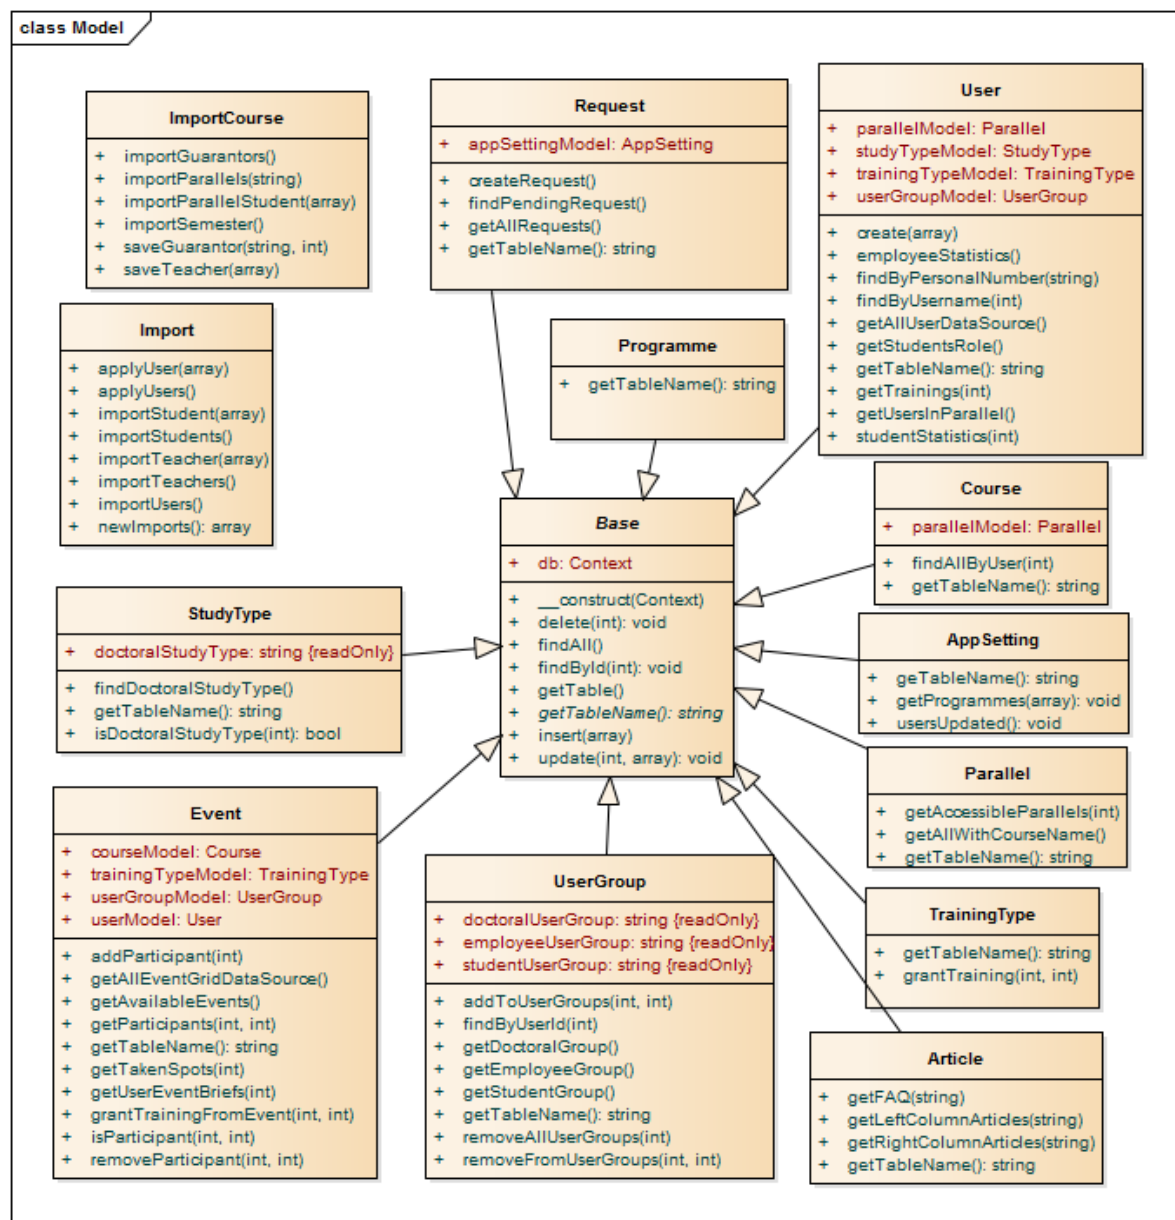 class Model
ImportCourse
+ importGuarantors()
+ importParallels(string)
+ importParallelStudent(array)
+ importSemester()
+ saveGuarantor(string, int)
+ saveTeacher(array)
Request
+ appSettingModel: AppSetting
+ createRequest()
+ findPendingRequest()
+ getAllRequests()
+ getTableName(): string
User
+ parallelModel: Parallel
+ studyTypeModel: StudyType
+ trainingTypeModel: TrainingType
+ userGroupModel: UserGroup
+ create(array)
+ employeeStatistics()
+ findByPersonalNumber(string)
+ findByUsername(int)
+ getAllUserDataSource()
+ getStudentsRole()
+ getTableName(): string
+ getTrainings(int)
+ getUsersInParallel()
+ studentStatistics(int)
Import
+ applyUser(array)
+ applyUsers()
+ importStudent(array)
+ importStudents()
+ importTeacher(array)
+ importTeachers()
+ importUsers()
+ newImports(): array
Programme
+ getTableName(): string
Course
+ parallelModel: Parallel
+ findAllByUser(int)
+ getTableName(): string
Base
+ db: Context
+ __construct(Context)
+ delete(int): void
+ findAll()
+ findById(int): void
+ getTable()
+ getTableName(): string
+ insert(array)
+ update(int, array): void
StudyType
+ doctoralStudyType: string {readOnly}
+ findDoctoralStudyType()
+ getTableName(): string
+ isDoctoralStudyType(int): bool
AppSetting
+ geTableName(): string
+ getProgrammes(array): void
+ usersUpdated(): void
Parallel
+ getAccessibleParallels(int)
+ getAllWithCourseName()
+ getTableName(): string
Event
+ courseModel: Course
+ trainingTypeModel: TrainingType
+ userGroupModel: UserGroup
+ userModel: User
+ addParticipant(int)
+ getAllEventGridDataSource()
+ getAvailableEvents()
+ getParticipants(int, int)
+ getTableName(): string
+ getTakenSpots(int)
+ getUserEventBriefs(int)
+ grantTrainingFromEvent(int, int)
+ isParticipant(int, int)
+ removeParticipant(int, int)
UserGroup
+ doctoralUserGroup: string {readOnly}
+ employeeUserGroup: string {readOnly}
+ studentUserGroup: string {readOnly}
+ addToUserGroups(int, int)
+ findByUserId(int)
+ getDoctoralGroup()
+ getEmployeeGroup()
+ getStudentGroup()
+ getTableName(): string
+ removeAllUserGroups(int)
+ removeFromUserGroups(int, int)
TrainingType
+ getTableName(): string
+ grantTraining(int, int)
Article
+ getFAQ(string)
+ getLeftColumnArticles(string)
+ getRightColumnArticles(string)
+ getTableName(): string